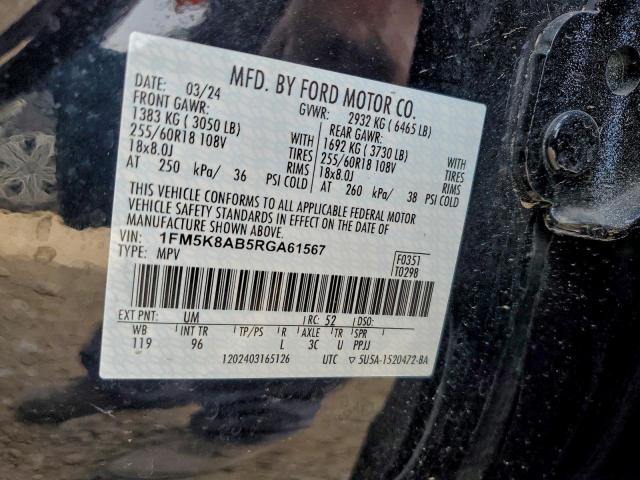 MFD. BY FORD MOTOR CO.
DATE: 03/24 GVWR: 2932 KG ( 6465 LB)
FRONT GAWR: REAR GAWR:
1383 KG ( 3050 LB) WITH 1692 KG ( 3730 LB) WITH
255/60R18 108V TIRES 255/60R18 108V TIRES
18x8.0J RIMS 18x8.0J RIMS
AT 250 kPa/ 36 PSI COLD AT 260 kPa/ 38 PSI COLD
THIS VEHICLE CONFORMS TO ALL APPLICABLE FEDERAL MOTOR
VEHICLE SAFETY STANDARDS IN EFFECT ON THE DATE OF
MANUFACTURE SHOWN ABOVE.
VIN: 1FM5K8AB5RGA61567 F0351
TYPE: MPV T0298
EXT PNT: UM RC: 52 DSO:
WB INT TR TP/PS R AXLE TR SPR
119 96 L 3C U PPJJ
1202403165126 UTC ▽ 5U5A-1520472-BA